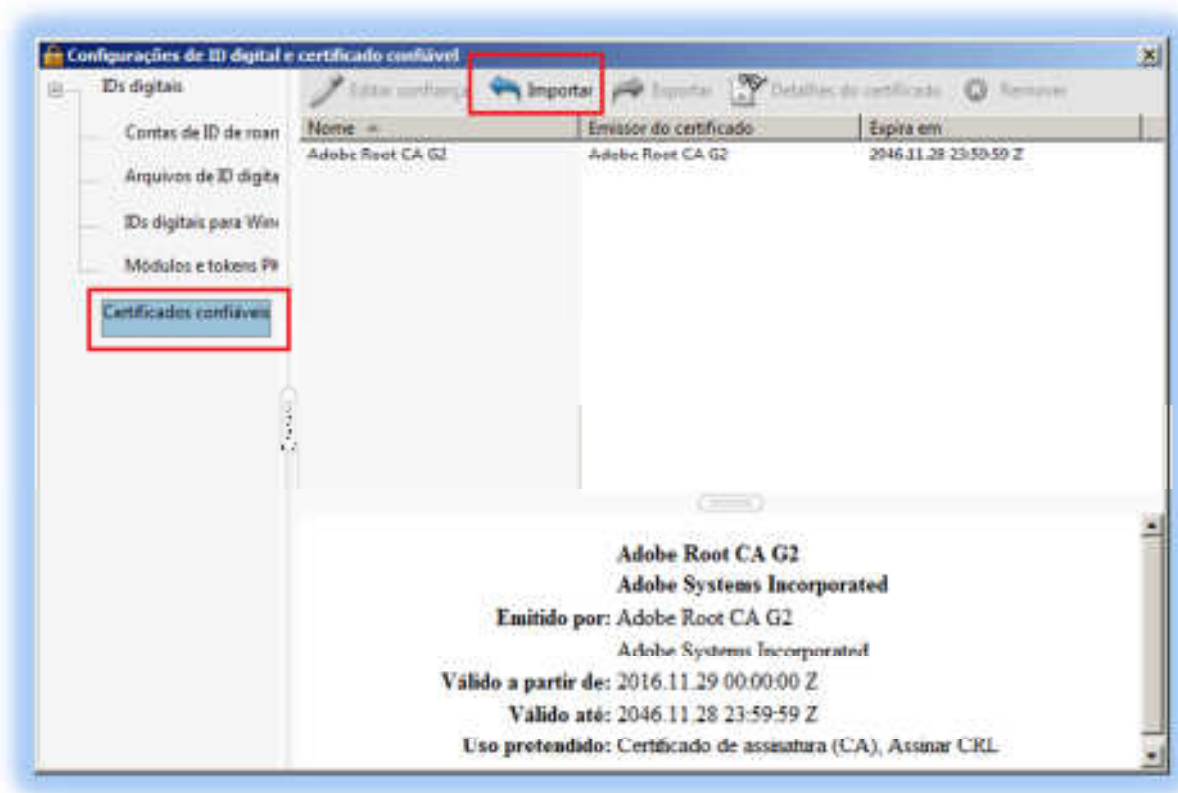 Configurações de ID digital e certificado confiável
IDs digitais
Contas de ID de roam
Arquivos de ID digita
IDs digitais para Win
Módulos e tokens PK
Certificados confiáveis
Editar confiança Importar Exportar Detalhes do certificado Remover
Nome Emissor do certificado Expira em
Adobe Root CA G2 Adobe Root CA G2 2046.11.28 23:59:59 Z
Adobe Root CA G2
Adobe Systems Incorporated
Emitido por: Adobe Root CA G2
Adobe Systems Incorporated
Válido a partir de: 2016.11.29 00:00:00 Z
Válido até: 2046.11.28 23:59:59 Z
Uso pretendido: Certificado de assinatura (CA), Assinar CRL